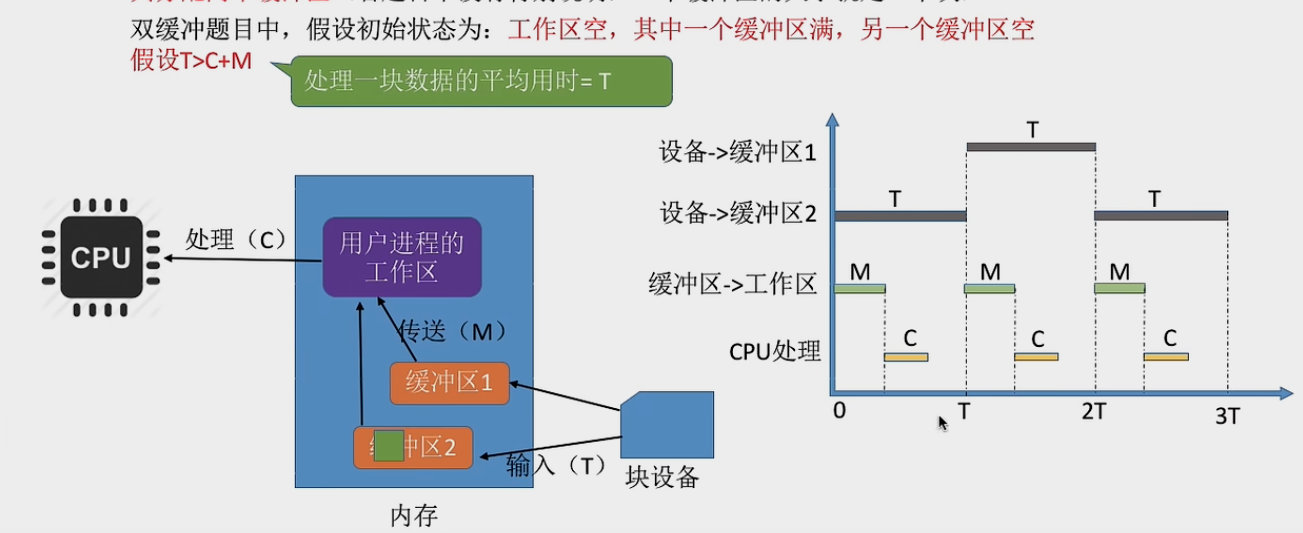 双缓冲题目中，假设初始状态为：工作区空，其中一个缓冲区满，另一个缓冲区空
假设T>C+M
处理一块数据的平均用时= T
设备->缓冲区1
T
设备->缓冲区2
T
T
缓冲区->工作区
M
M
M
CPU处理
C
C
C
0
T
2T
3T
CPU
处理（C）
用户进程的
工作区
传送（M）
缓冲区1
冲区2
输入（T）
块设备
内存